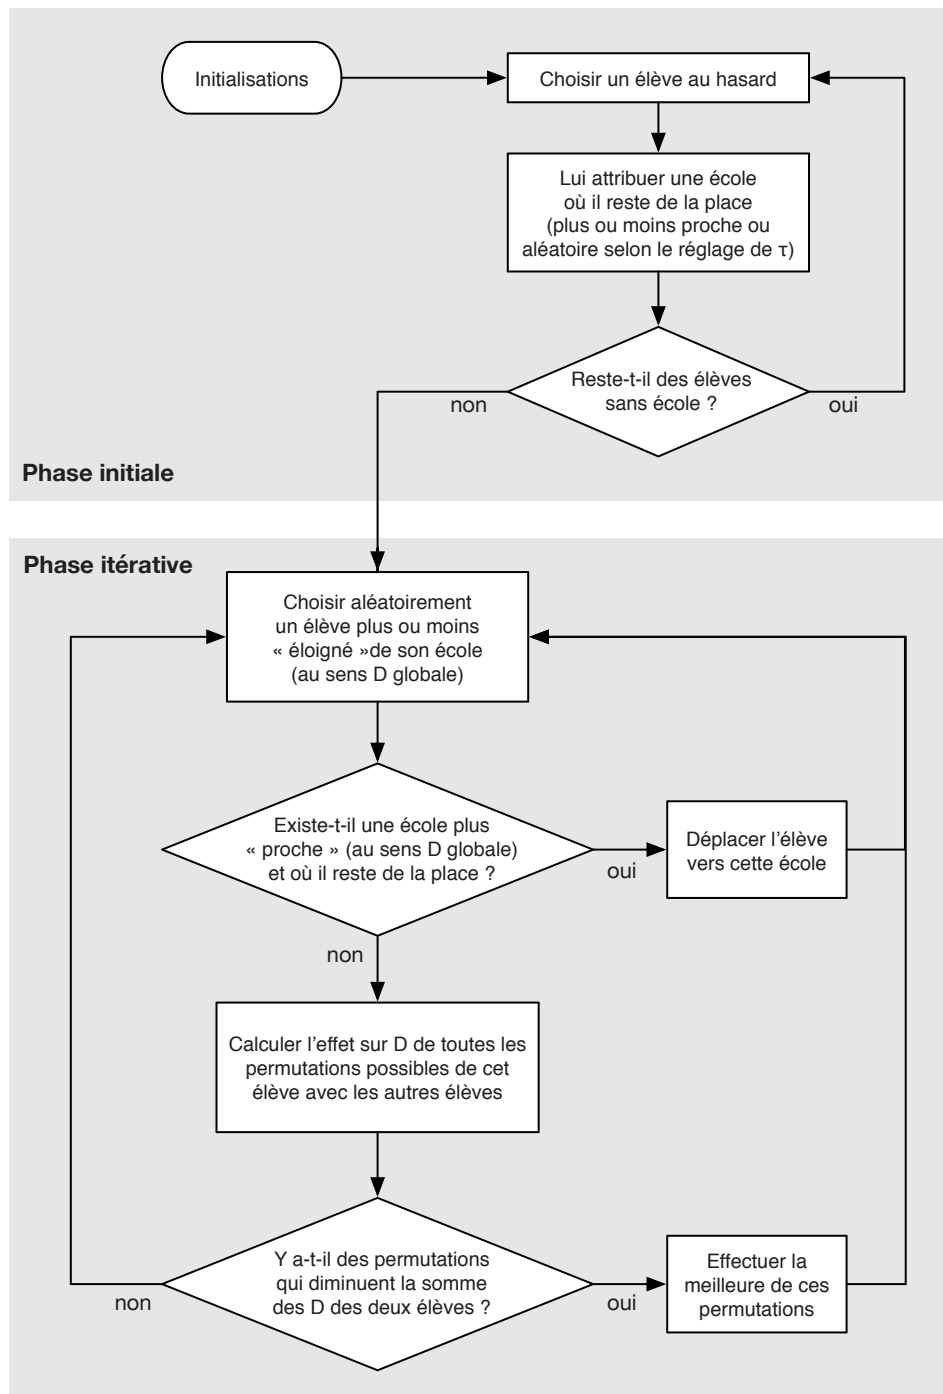 Initialisations
Choisir un élève au hasard
Lui attribuer une école
où il reste de la place
(plus ou moins proche ou
aléatoire selon le réglage de τ)
Reste-t-il des élèves
sans école ?
non
oui
Phase initiale
Phase itérative
Choisir aléatoirement
un élève plus ou moins
« éloigné »de son école
(au sens D globale)
Existe-t-il une école plus
« proche » (au sens D globale)
et où il reste de la place ?
oui
Déplacer l'élève
vers cette école
non
Calculer l'effet sur D de toutes les
permutations possibles de cet
élève avec les autres élèves
Y a-t-il des permutations
qui diminuent la somme
des D des deux élèves ?
non
oui
Effectuer la
meilleure de ces
permutations